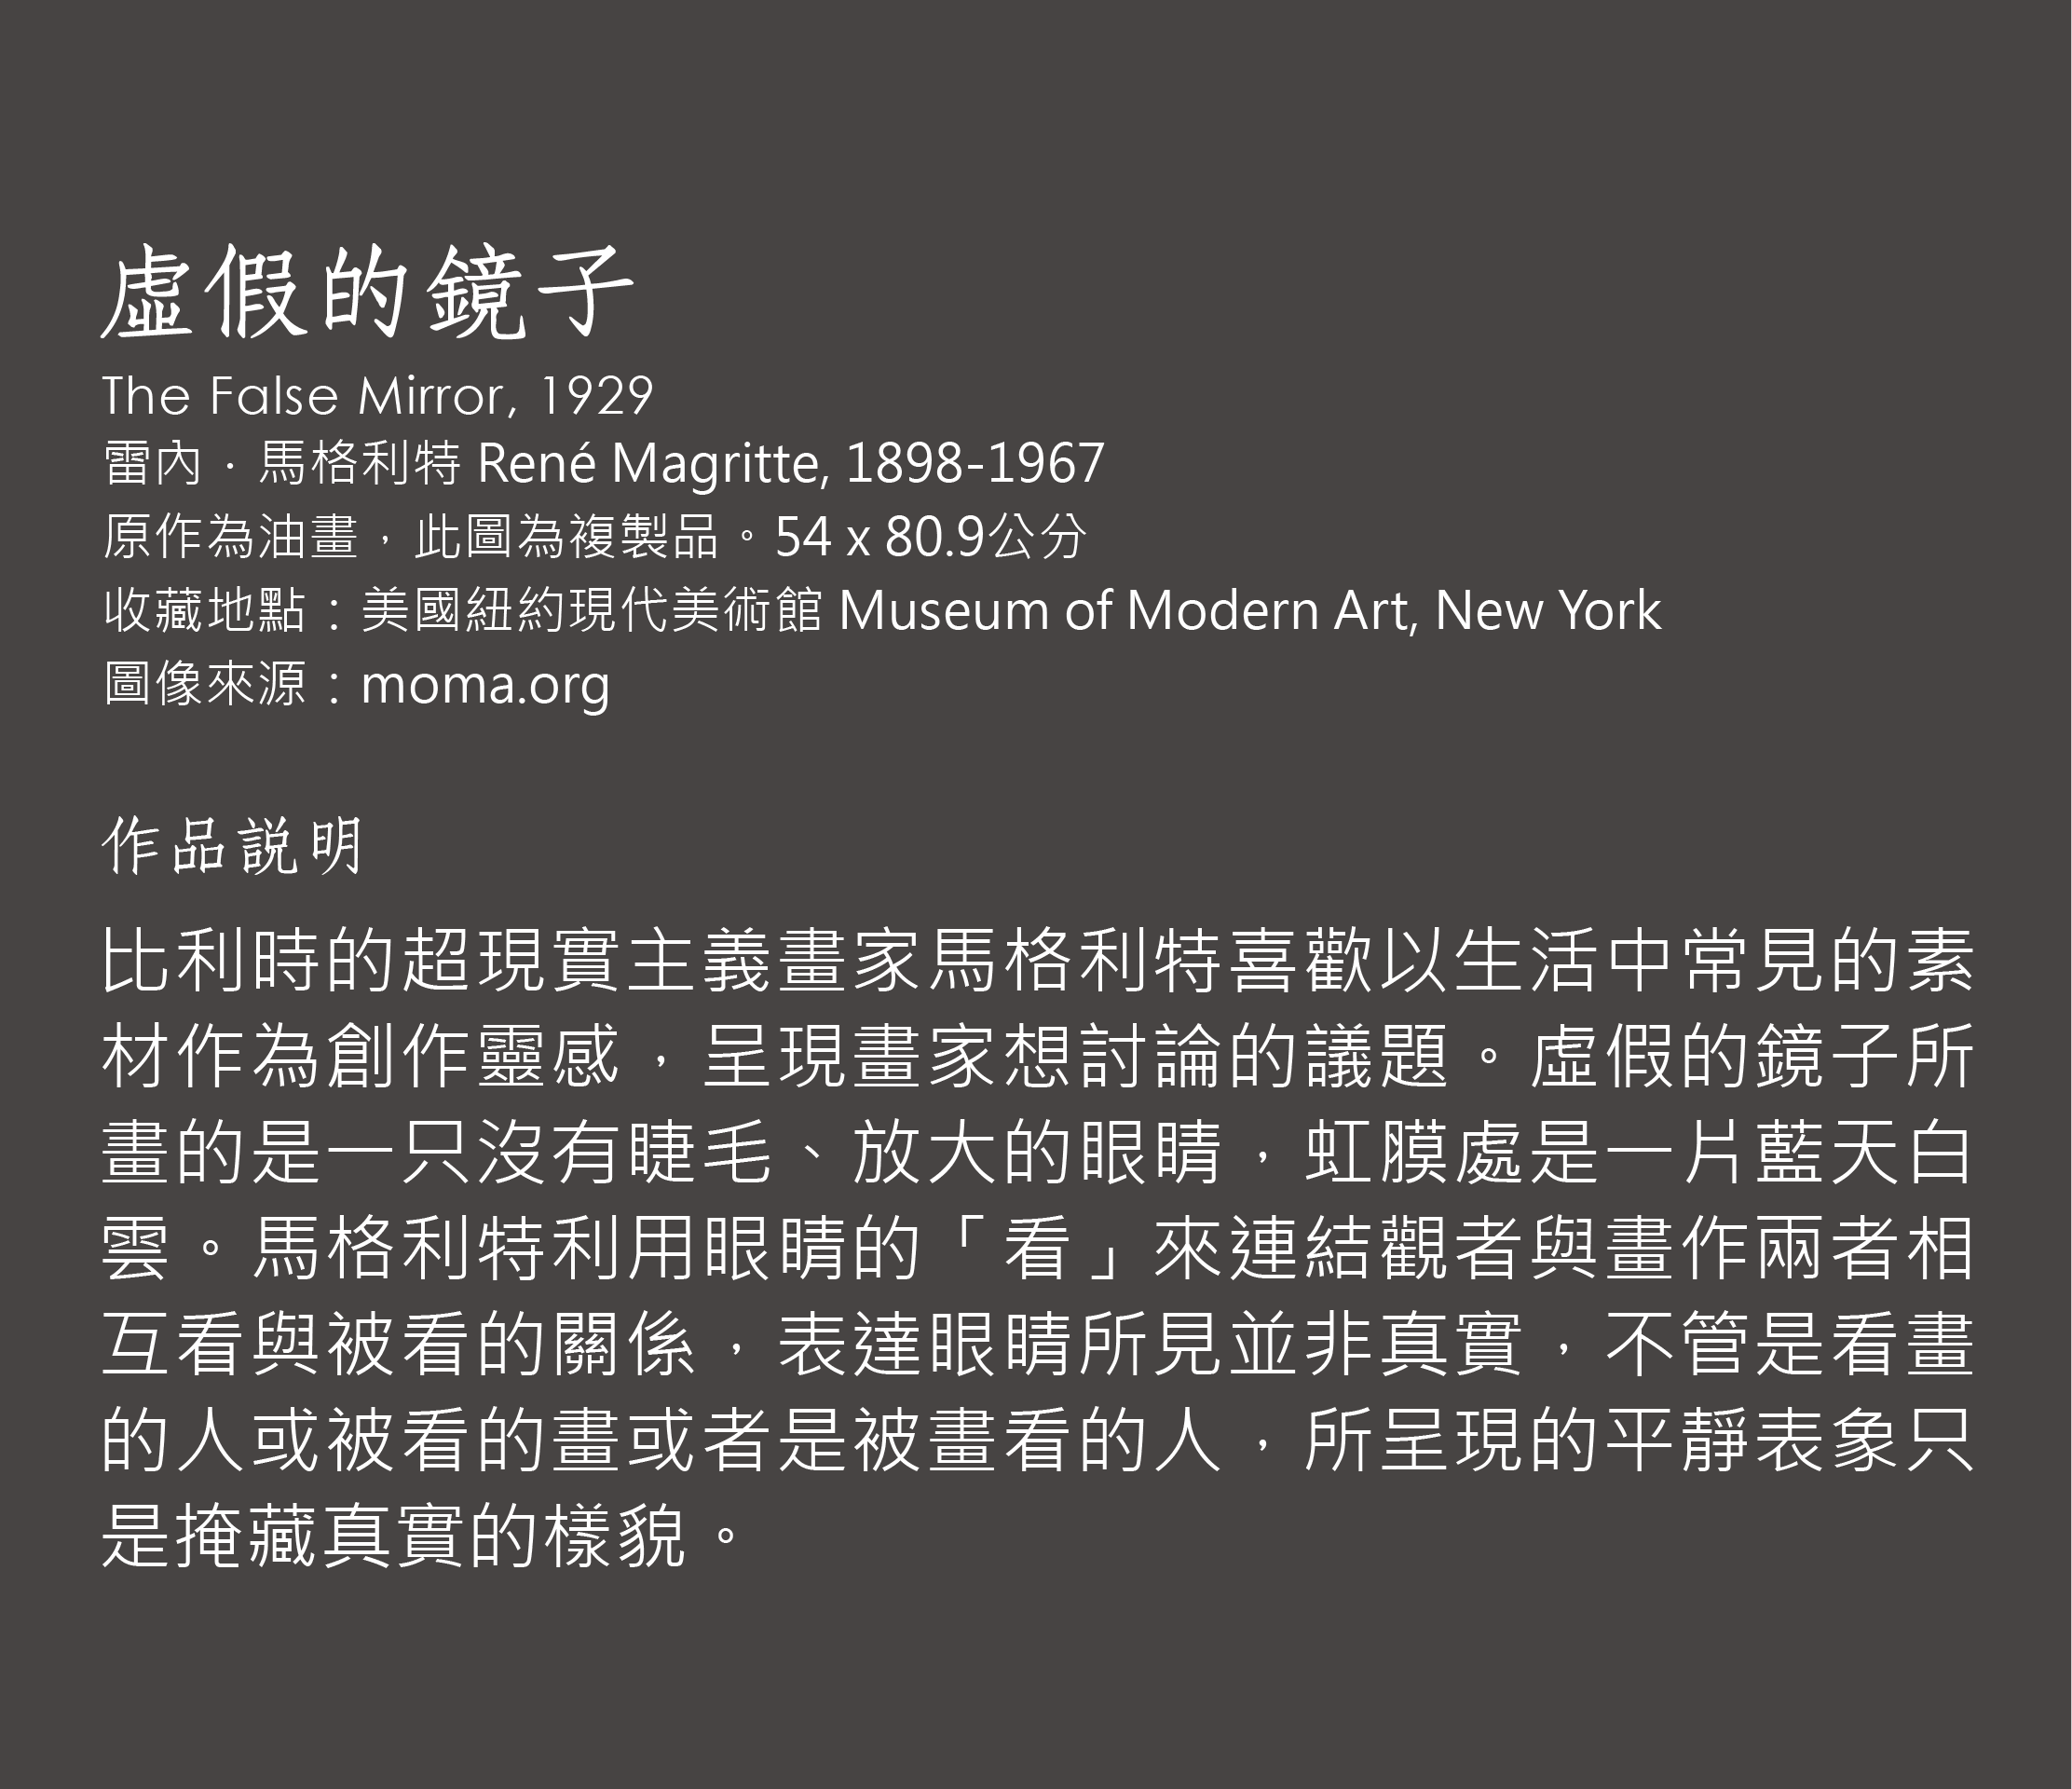 虛假的鏡子
The False Mirror, 1929
雷內．馬格利特 René Magritte, 1898-1967
原作為油畫，此圖為複製品。54 x 80.9公分
收藏地點：美國紐約現代美術館 Museum of Modern Art, New York
圖像來源：moma.org
作品説明
比利時的超現實主義畫家馬格利特喜歡以生活中常見的素
材作為創作靈感，呈現畫家想討論的議題。虛假的鏡子所
畫的是一只沒有睫毛、放大的眼睛，虹膜處是一片藍天白
雲。馬格利特利用眼睛的「看」來連結觀者與畫作兩者相
互看與被看的關係，表達眼睛所見並非真實，不管是看畫
的人或被看的畫或者是被畫看的人，所呈現的平靜表象只
是掩藏真實的樣貌。